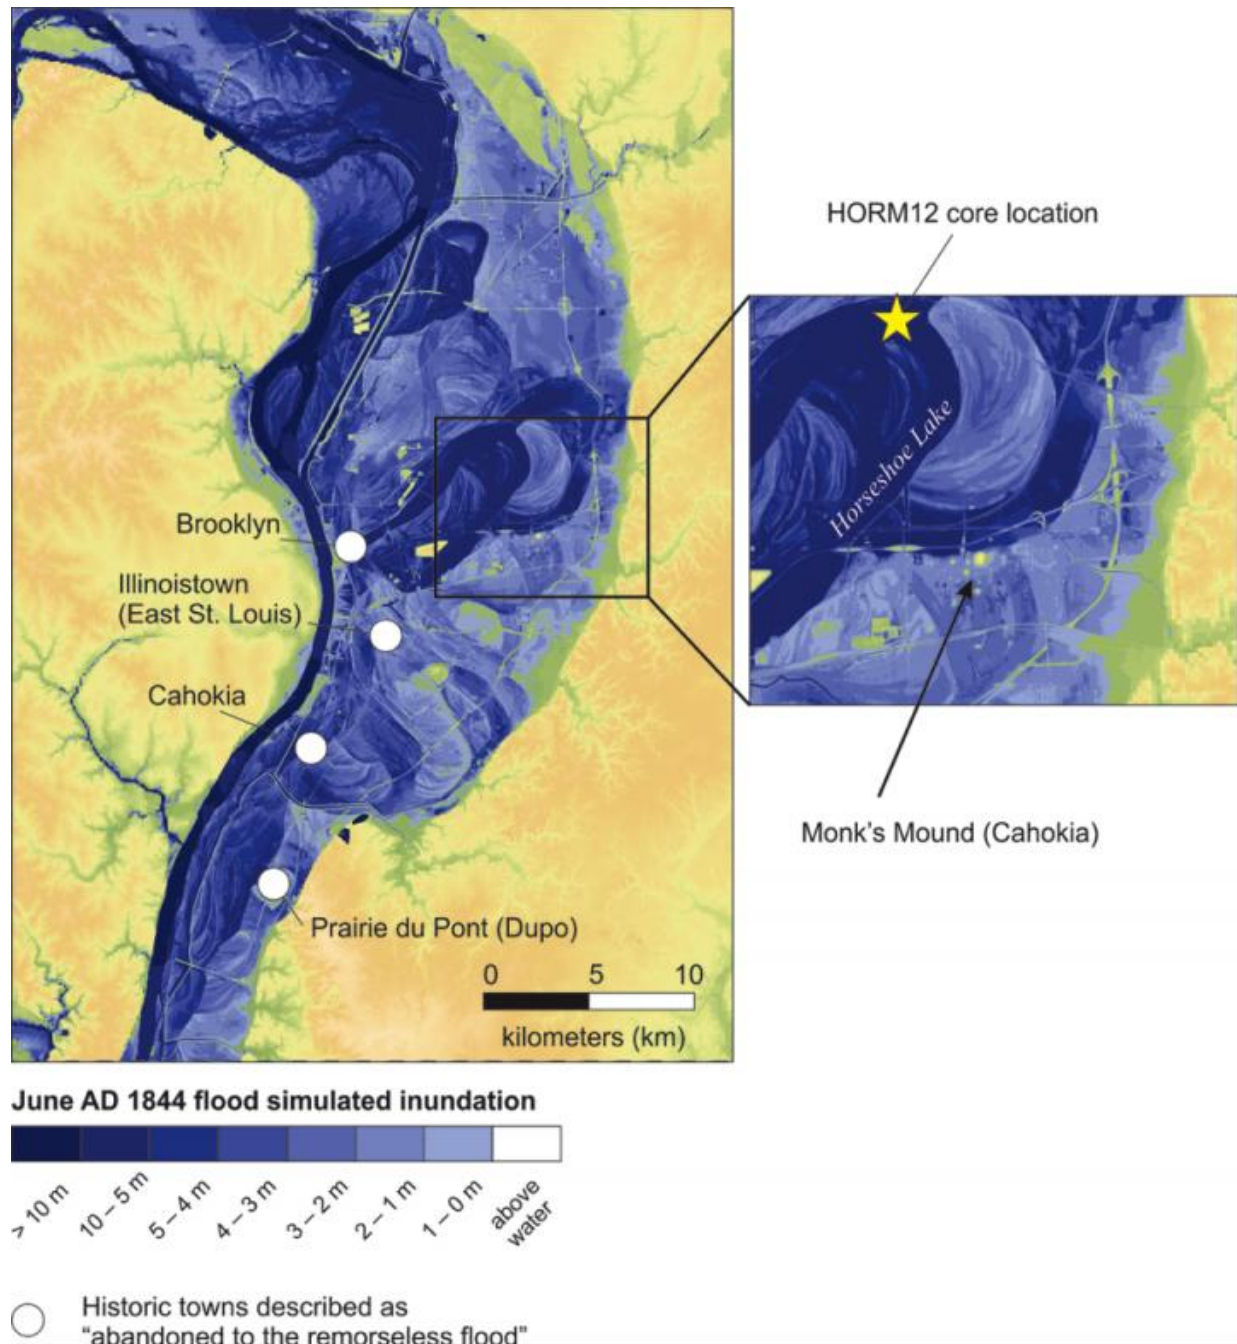 HORM12 core location
Horseshoe Lake
Monk's Mound (Cahokia)
Brooklyn
Illinoistown
(East St. Louis)
Cahokia
Prairie du Pont (Dupo)
0 5 10
kilometers (km)
June AD 1844 flood simulated inundation
> 10 m
10 – 5 m
5 – 4 m
4 – 3 m
3 – 2 m
2 – 1 m
1 – 0 m
above
water
Historic towns described as
“abandoned to the remorseless flood”